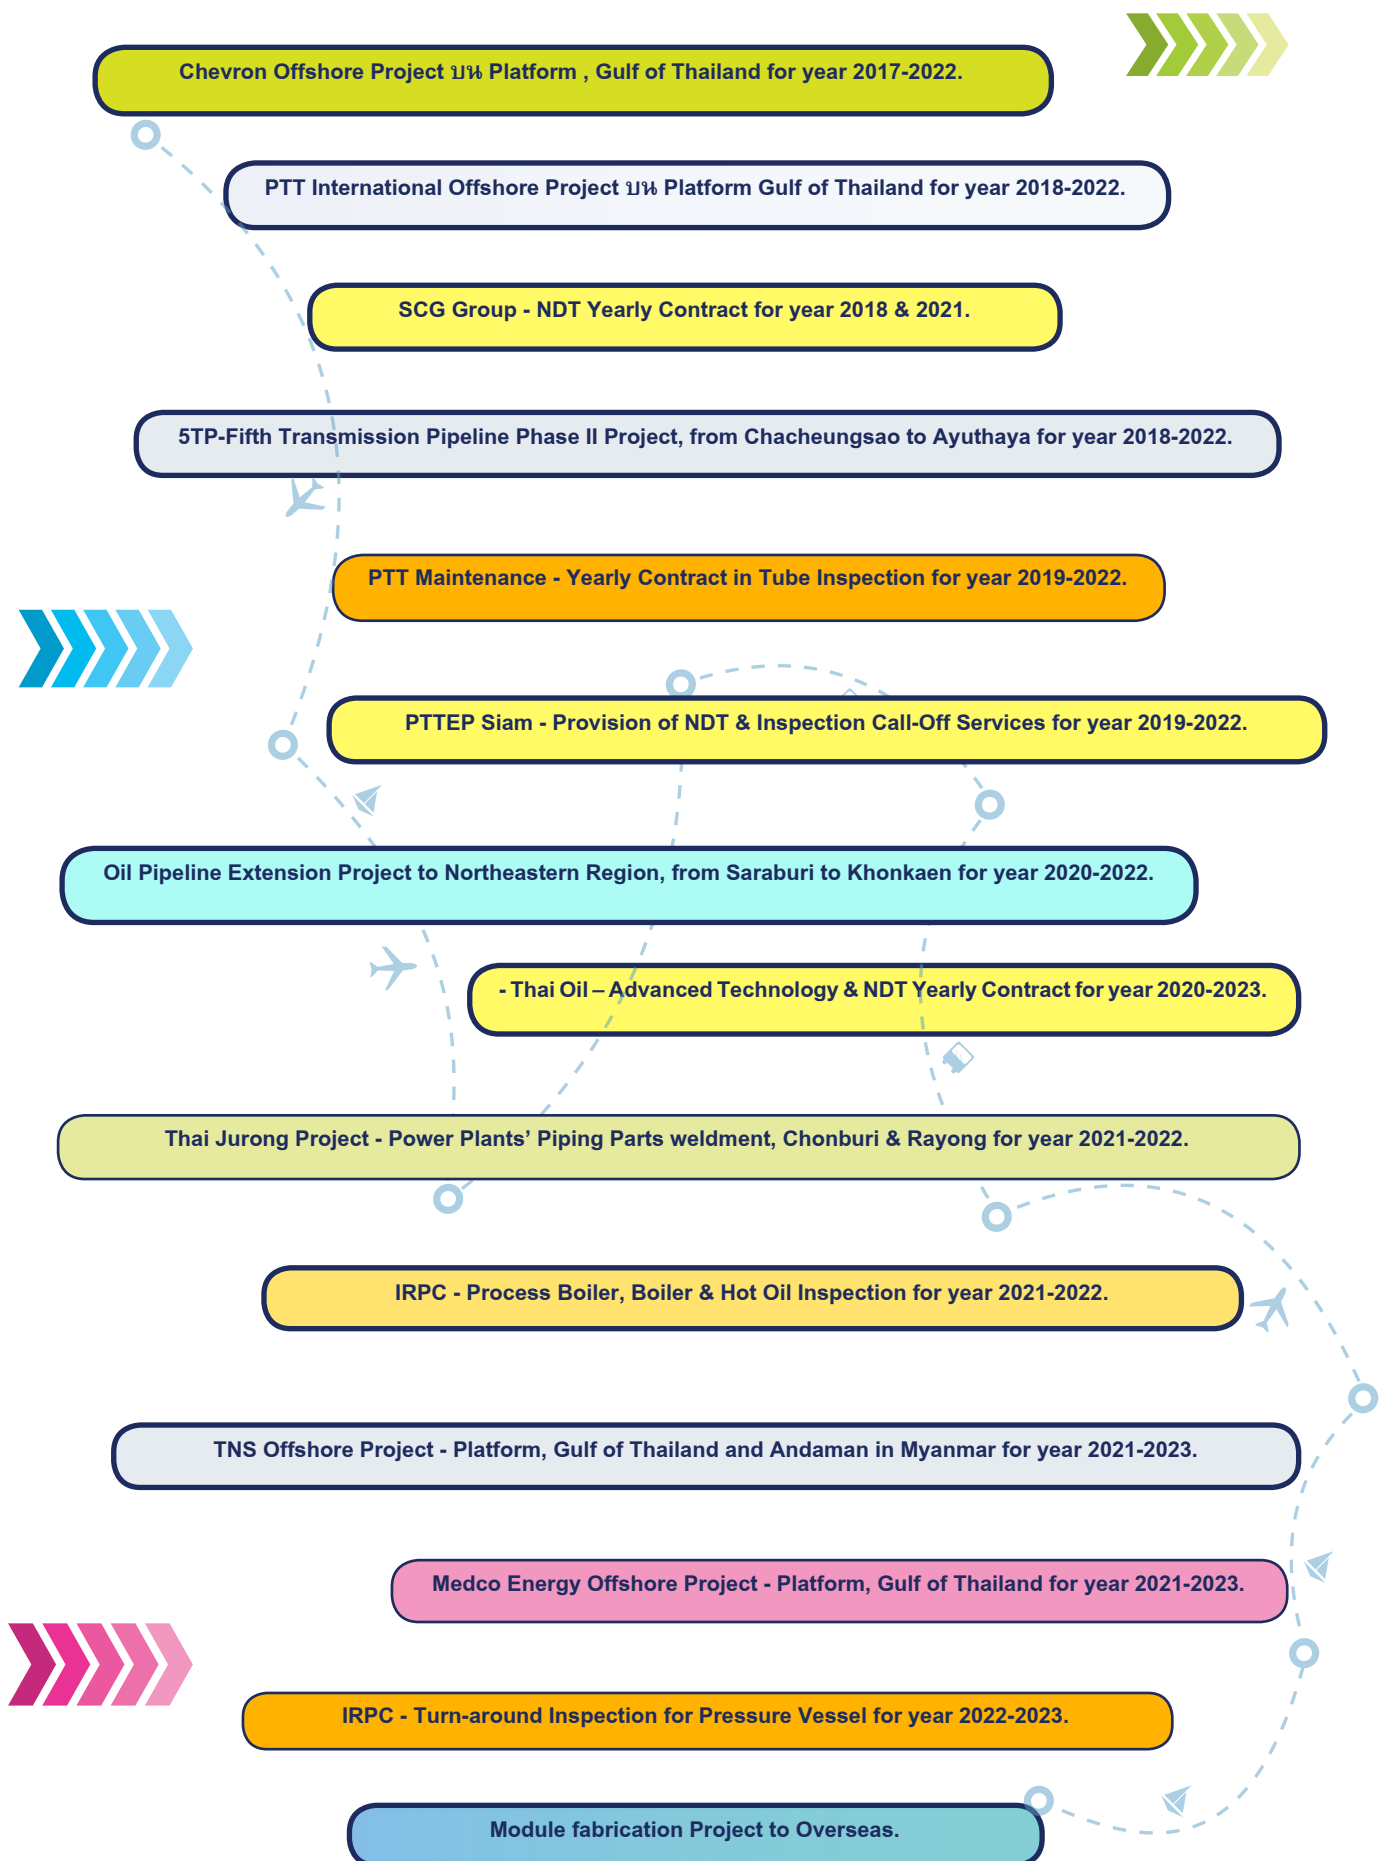 Chevron Offshore Project บน Platform , Gulf of Thailand for year 2017-2022.
PTT International Offshore Project บน Platform Gulf of Thailand for year 2018-2022.
SCG Group - NDT Yearly Contract for year 2018 & 2021.
5TP-Fifth Transmission Pipeline Phase II Project, from Chacheungsao to Ayuthaya for year 2018-2022.
PTT Maintenance - Yearly Contract in Tube Inspection for year 2019-2022.
PTTEP Siam - Provision of NDT & Inspection Call-Off Services for year 2019-2022.
Oil Pipeline Extension Project to Northeastern Region, from Saraburi to Khonkaen for year 2020-2022.
- Thai Oil – Advanced Technology & NDT Yearly Contract for year 2020-2023.
Thai Jurong Project - Power Plants’ Piping Parts weldment, Chonburi & Rayong for year 2021-2022.
IRPC - Process Boiler, Boiler & Hot Oil Inspection for year 2021-2022.
TNS Offshore Project - Platform, Gulf of Thailand and Andaman in Myanmar for year 2021-2023.
Medco Energy Offshore Project - Platform, Gulf of Thailand for year 2021-2023.
IRPC - Turn-around Inspection for Pressure Vessel for year 2022-2023.
Module fabrication Project to Overseas.